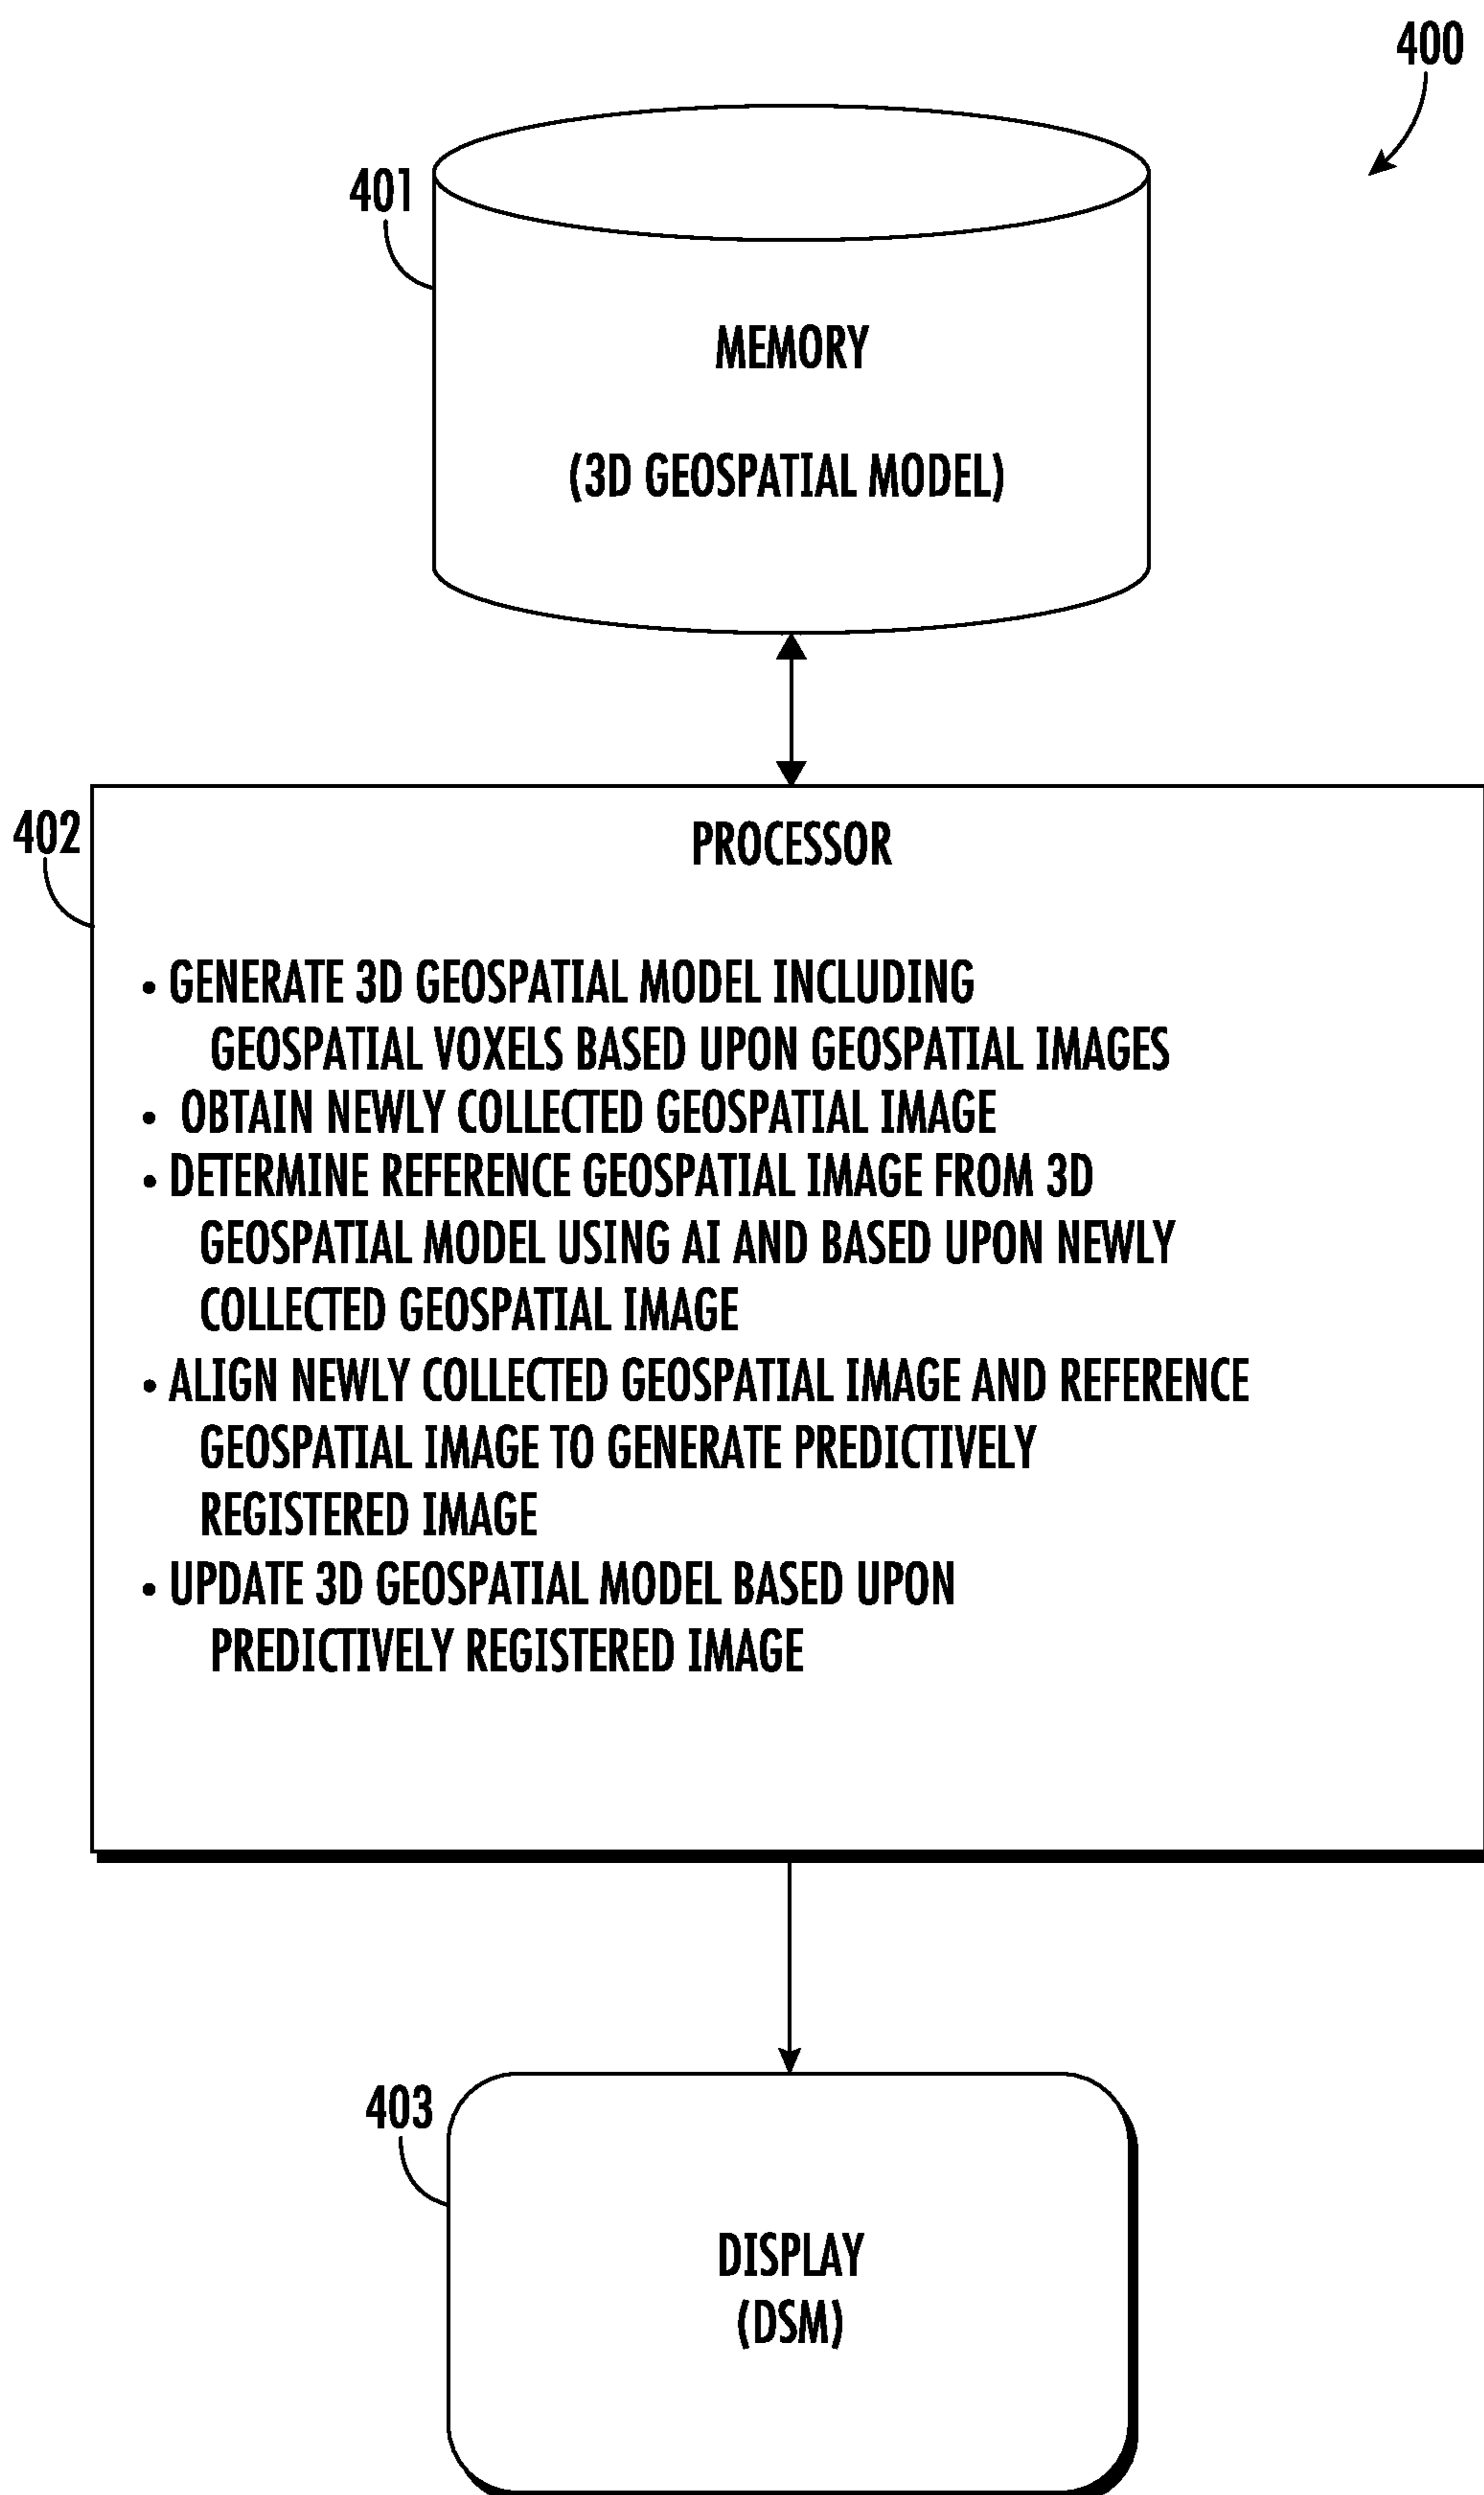 400
401
MEMORY
(3D GEOSPATIAL MODEL)
402
PROCESSOR
• GENERATE 3D GEOSPATIAL MODEL INCLUDING
GEOSPATIAL VOXELS BASED UPON GEOSPATIAL IMAGES
• OBTAIN NEWLY COLLECTED GEOSPATIAL IMAGE
• DETERMINE REFERENCE GEOSPATIAL IMAGE FROM 3D
GEOSPATIAL MODEL USING AI AND BASED UPON NEWLY
COLLECTED GEOSPATIAL IMAGE
• ALIGN NEWLY COLLECTED GEOSPATIAL IMAGE AND REFERENCE
GEOSPATIAL IMAGE TO GENERATE PREDICTIVELY
REGISTERED IMAGE
• UPDATE 3D GEOSPATIAL MODEL BASED UPON
PREDICTIVELY REGISTERED IMAGE
403
DISPLAY
(DSM)